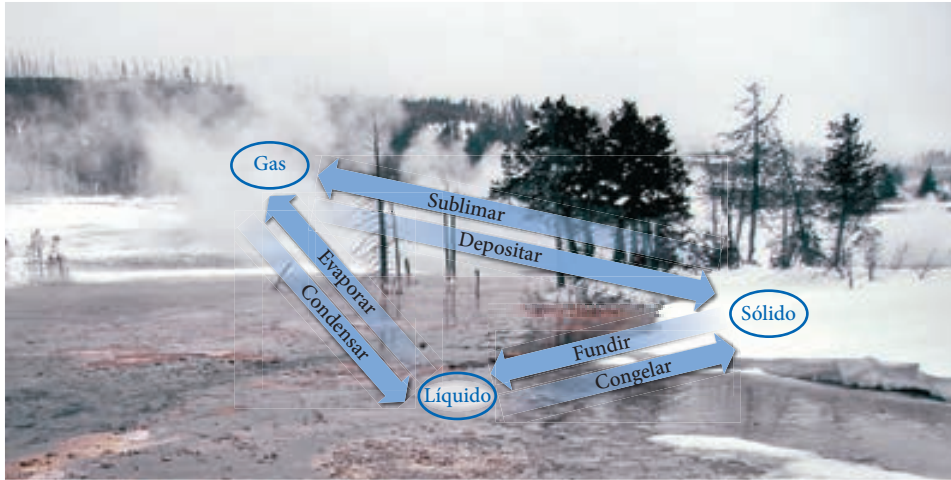 Gas
Sublimar
Depositar
Evaporar
Condensar
Sólido
Fundir
Congelar
Líquido